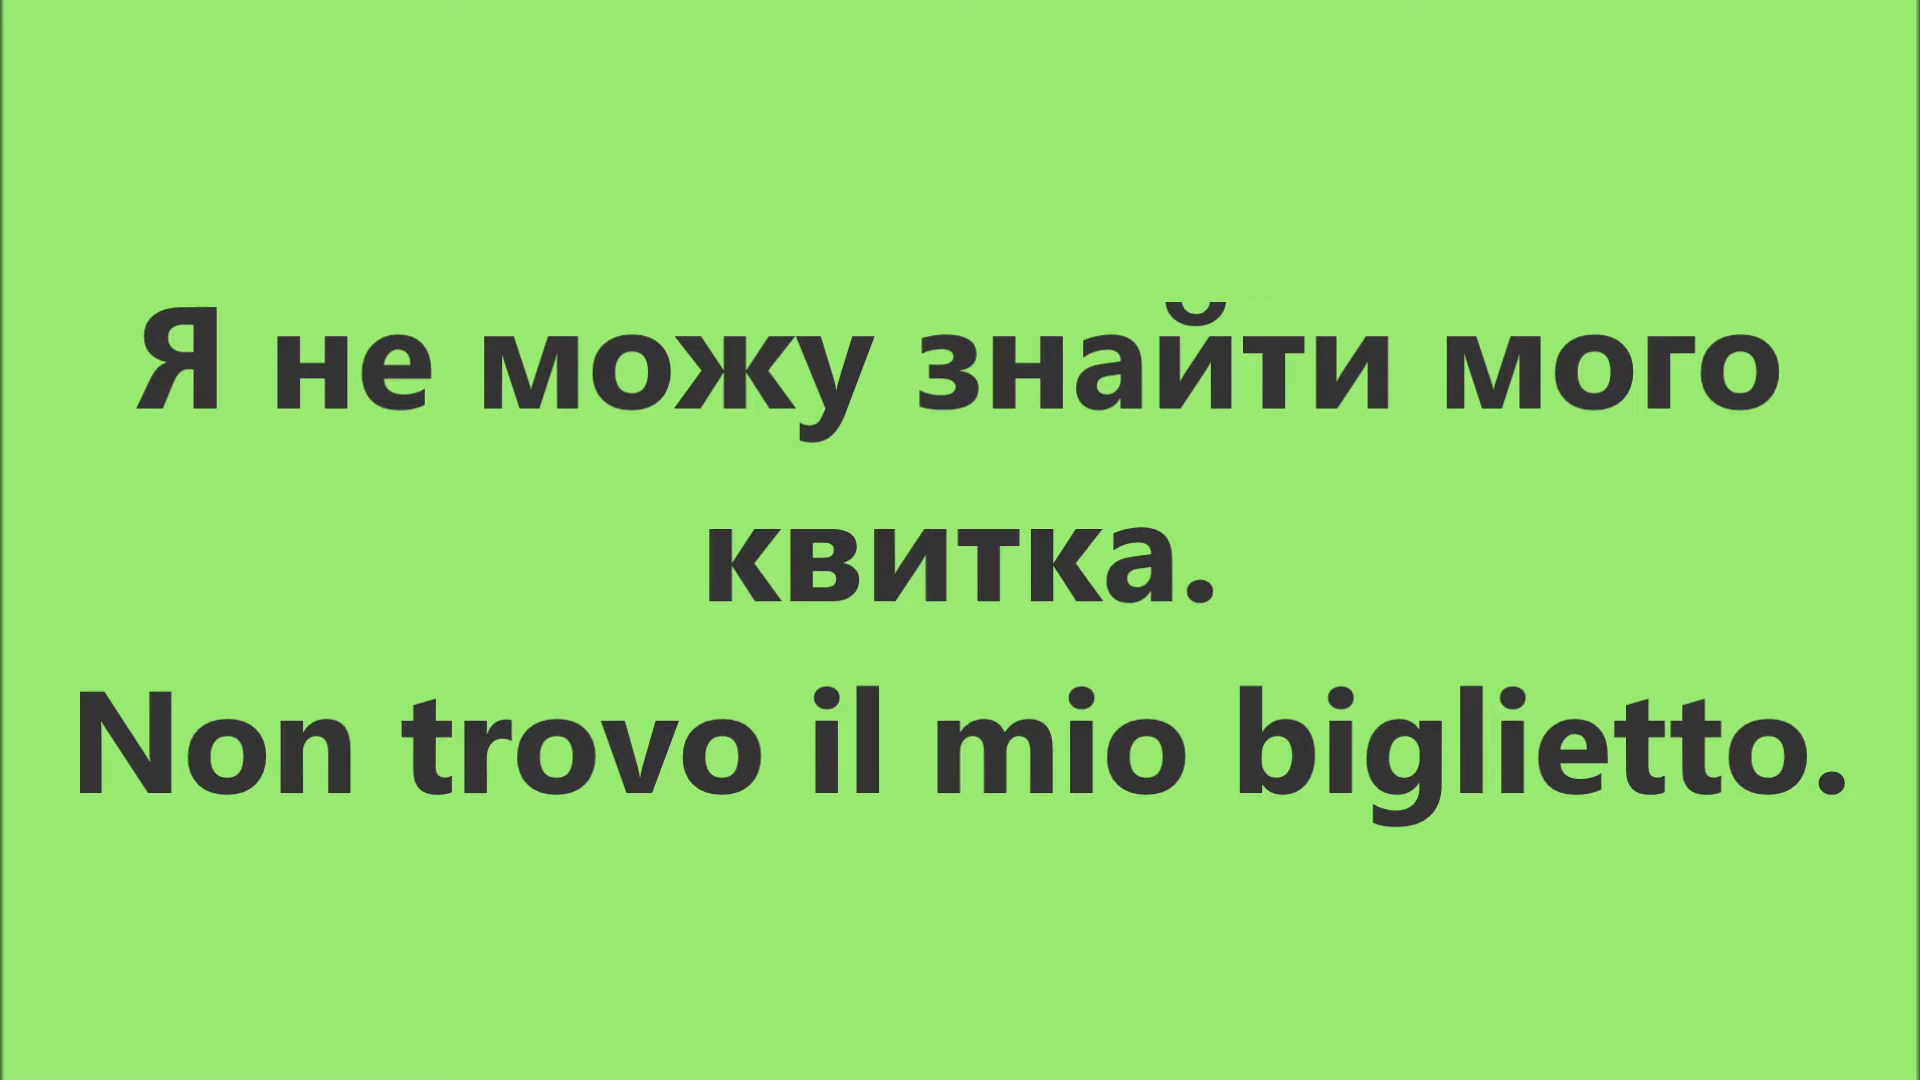 Я не можу знайти мого
квитка.
Non trovo il mio biglietto.